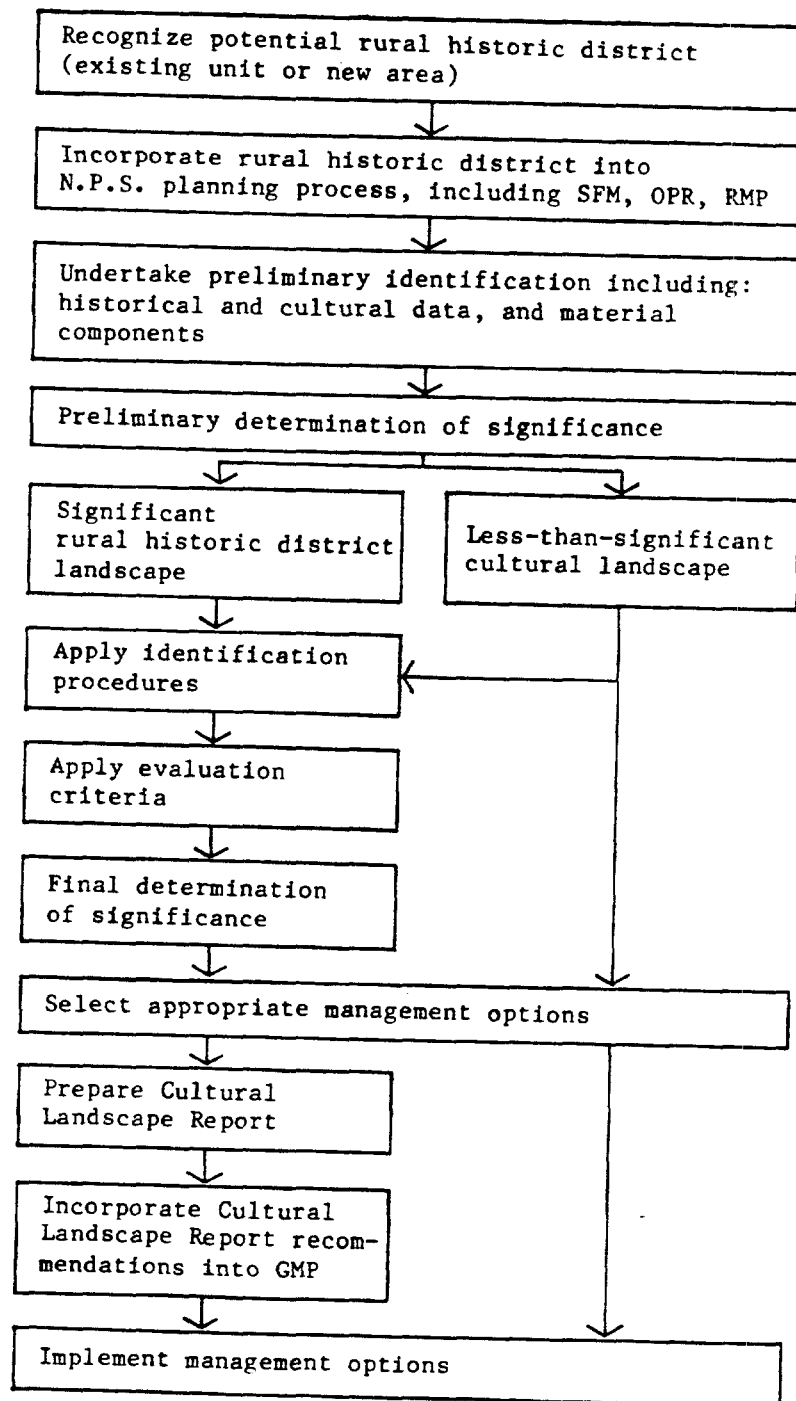 Recognize potential rural historic district
(existing unit or new area)
Incorporate rural historic district into
N.P.S. planning process, including SFM, OPR, RMP
Undertake preliminary identification including:
historical and cultural data, and material
components
Preliminary determination of significance
Significant
rural historic district
landscape
Less-than-significant
cultural landscape
Apply identification
procedures
Apply evaluation
criteria
Final determination
of significance
Select appropriate management options
Prepare Cultural
Landscape Report
Incorporate Cultural
Landscape Report recom-
mendations into GMP
Implement management options